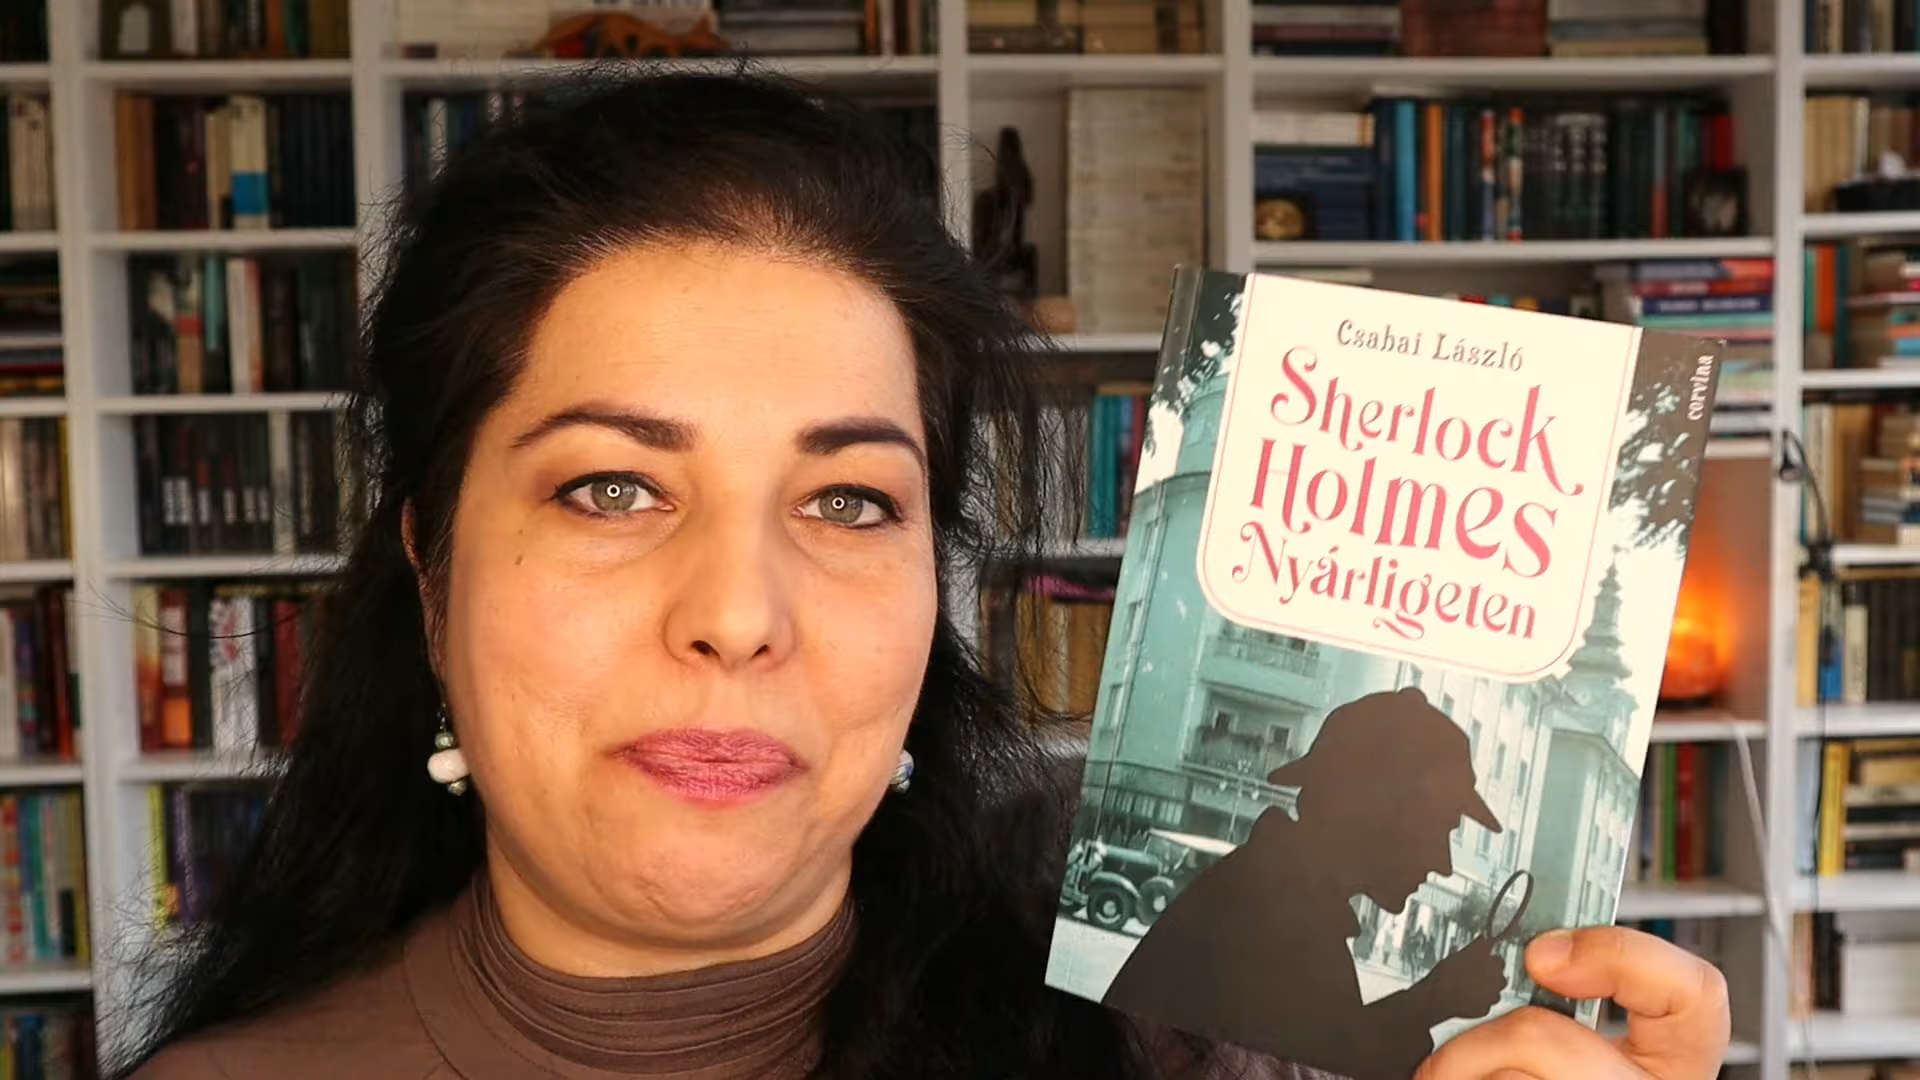 Csabai László
Sherlock
Holmes
Nyárligeten
corvina